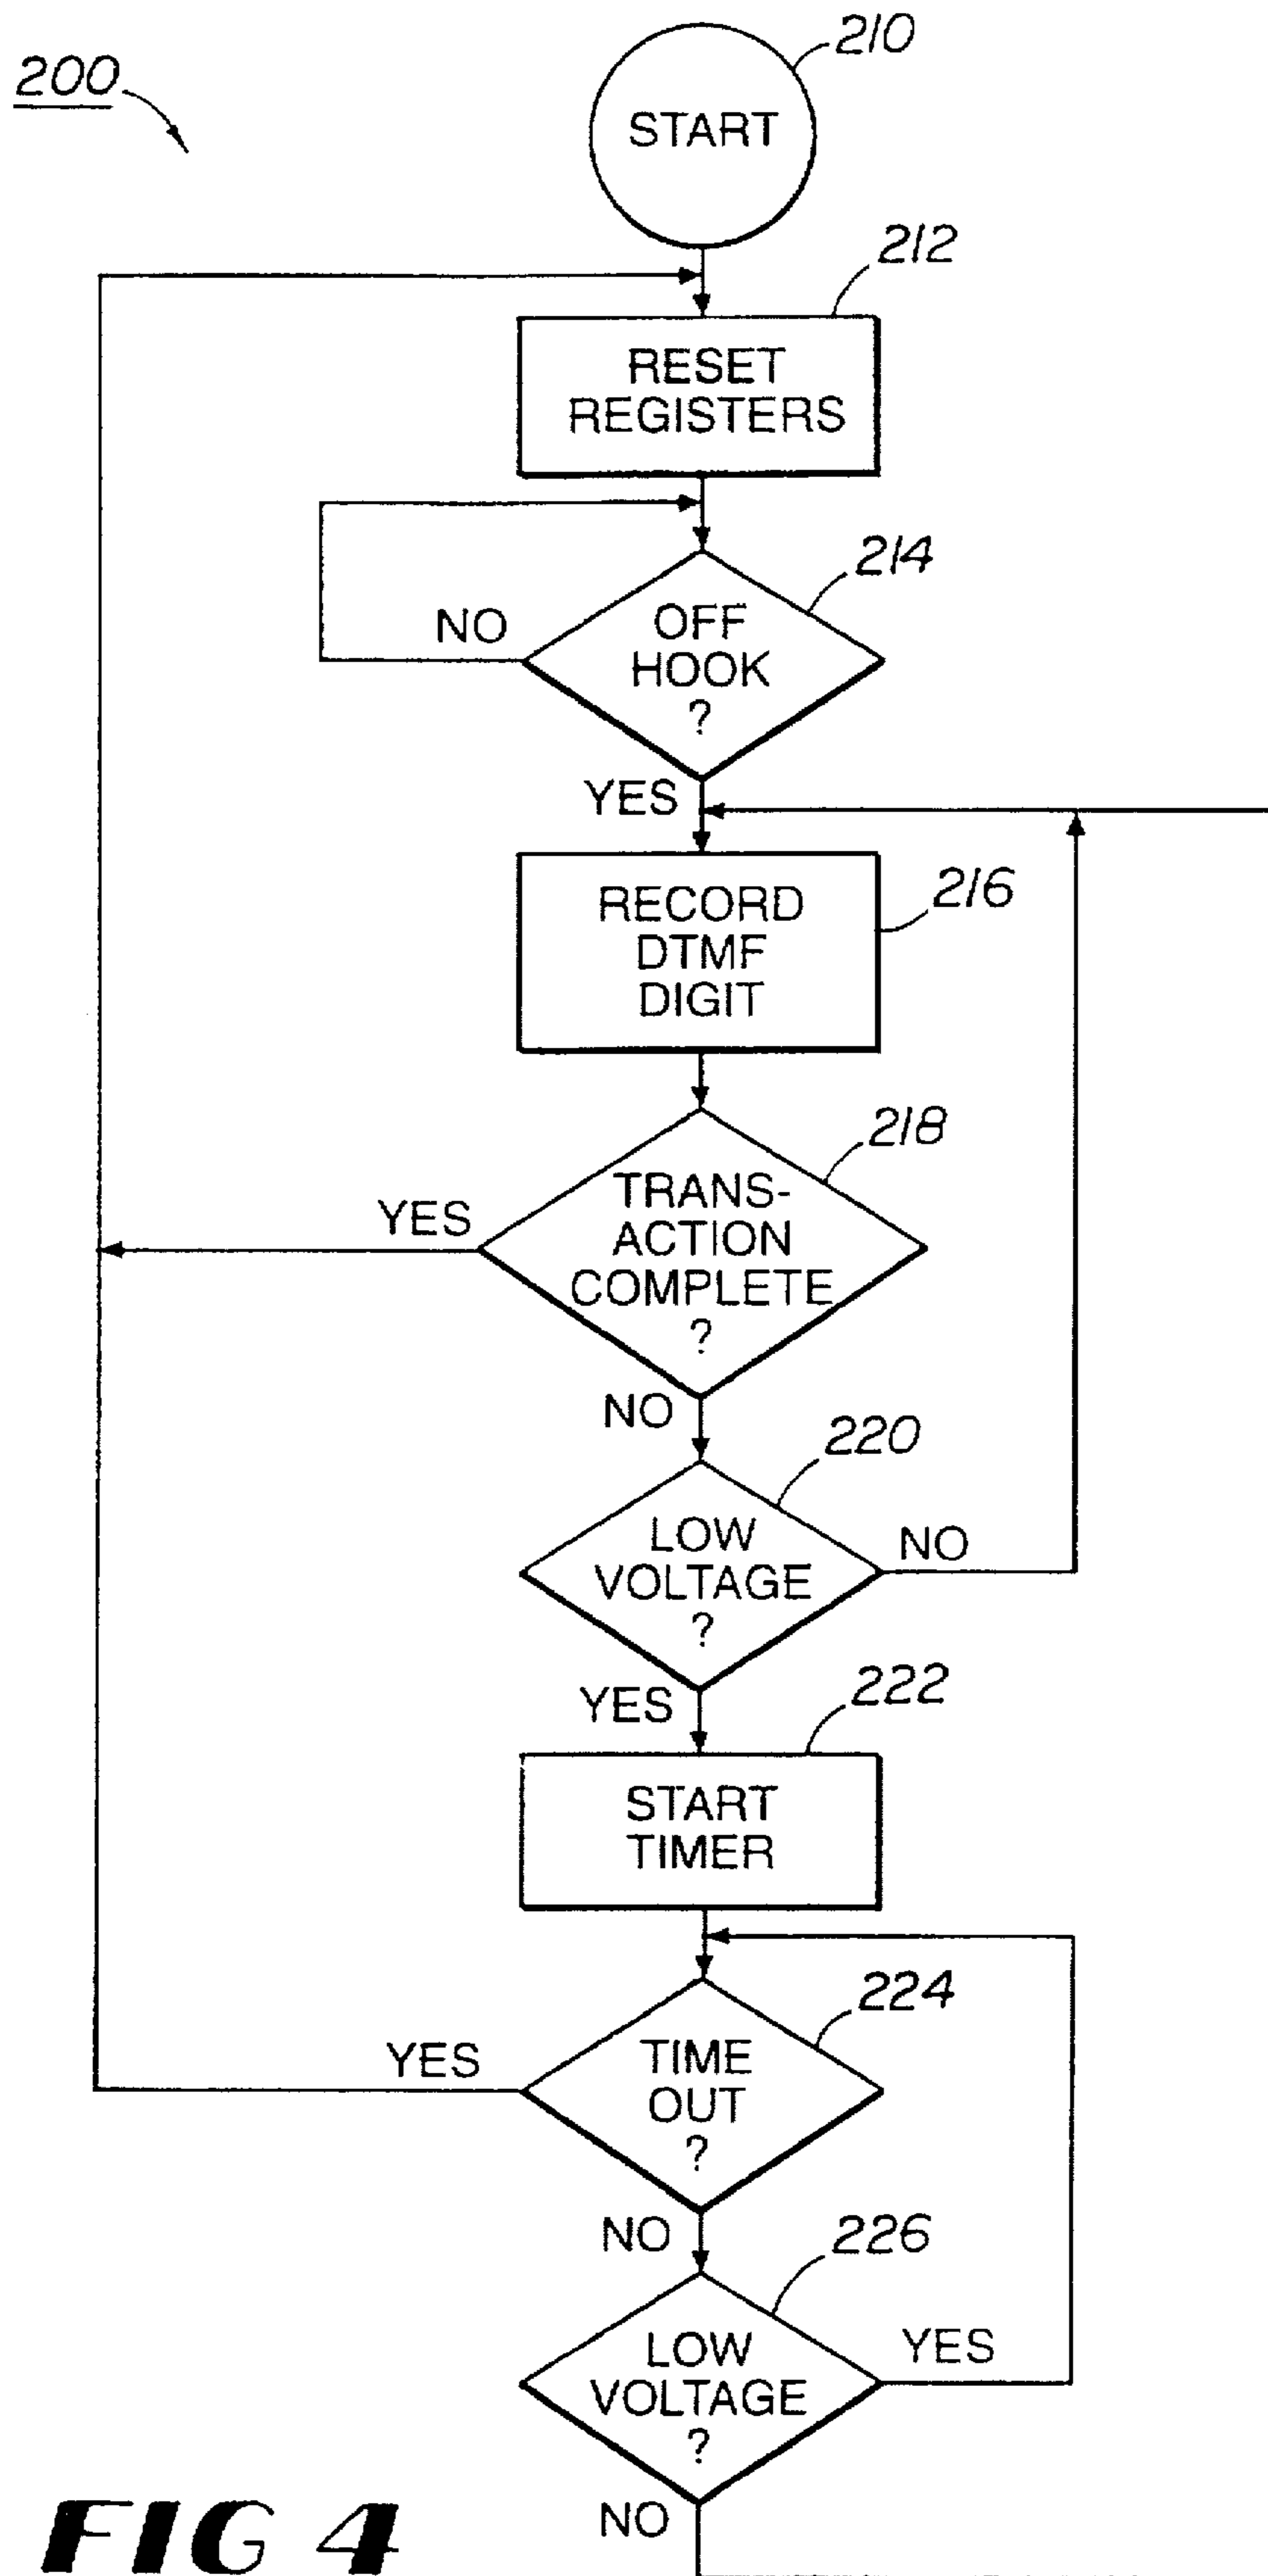 210
200
START
212
RESET
REGISTERS
214
OFF
HOOK
?
NO
YES
216
RECORD
DTMF
DIGIT
218
TRANS-
ACTION
COMPLETE
?
YES
NO
220
LOW
VOLTAGE
?
NO
YES
222
START
TIMER
224
TIME
OUT
?
YES
NO
226
LOW
VOLTAGE
?
YES
NO
FIG 4